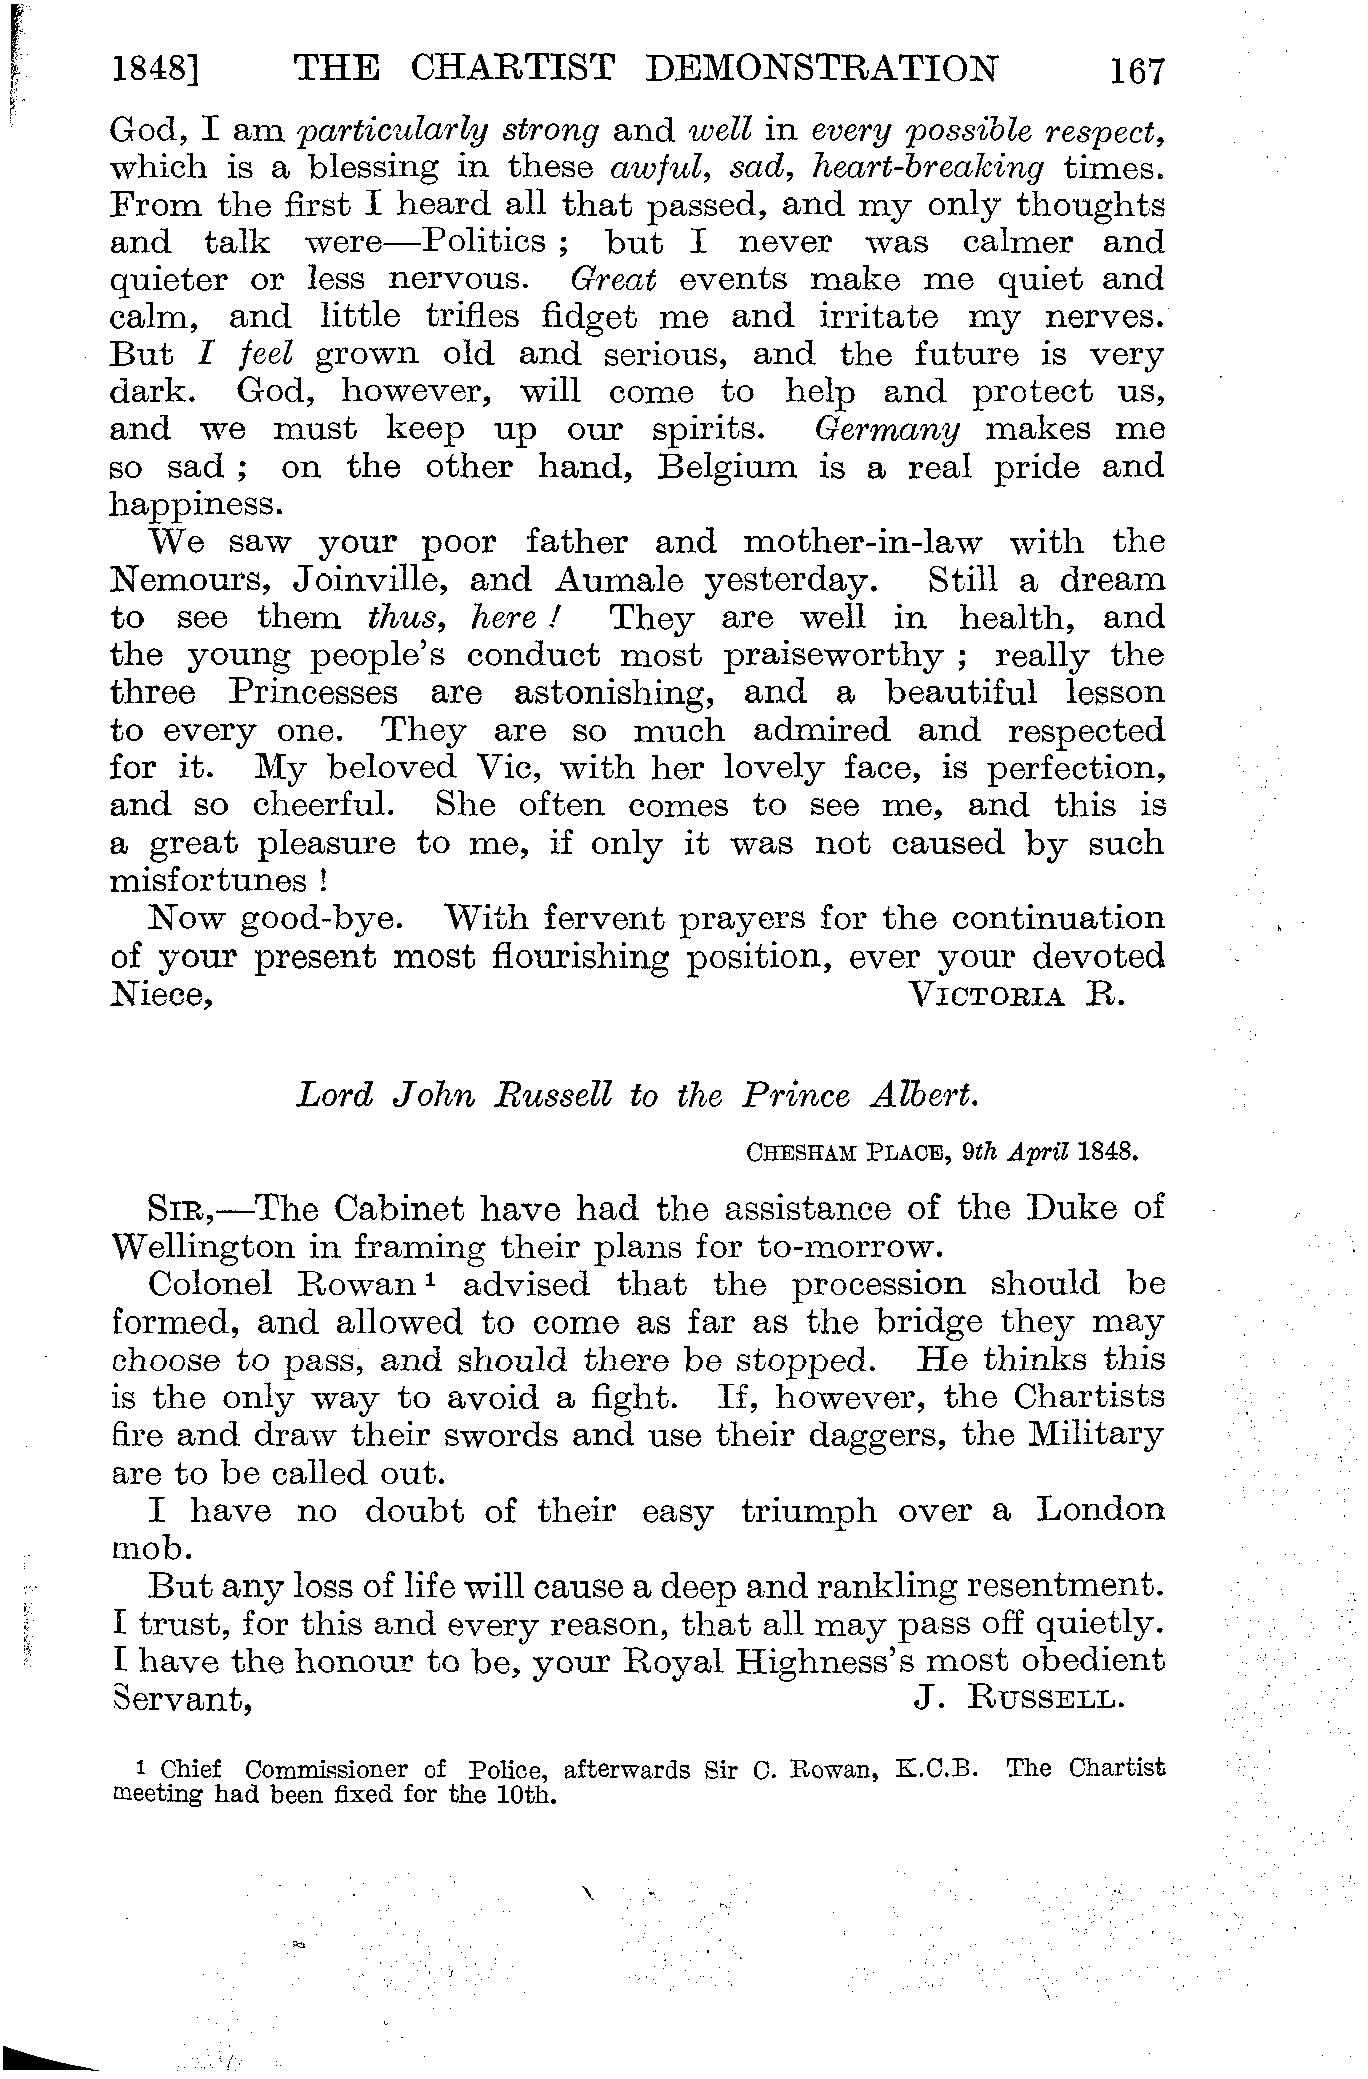 1848] THE CHARTIST DEMONSTRATION 167
God, I am particularly strong and well in every possible respect,
which is a blessing in these awful, sad, heart-breaking times.
From the first I heard all that passed, and my only thoughts
and talk were—Politics ; but I never was calmer and
quieter or less nervous. Great events make me quiet and
calm, and little trifles fidget me and irritate my nerves.
But I feel grown old and serious, and the future is very
dark. God, however, will come to help and protect us,
and we must keep up our spirits. Germany makes me
so sad ; on the other hand, Belgium is a real pride and
happiness.
We saw your poor father and mother-in-law with the
Nemours, Joinville, and Aumale yesterday. Still a dream
to see them thus, here ! They are well in health, and
the young people's conduct most praiseworthy ; really the
three Princesses are astonishing, and a beautiful lesson
to every one. They are so much admired and respected
for it. My beloved Vic, with her lovely face, is perfection,
and so cheerful. She often comes to see me, and this is
a great pleasure to me, if only it was not caused by such
misfortunes !
Now good-bye. With fervent prayers for the continuation
of your present most flourishing position, ever your devoted
Niece, VICTORIA R.
Lord John Russell to the Prince Albert.
CHESHAM PLACE, 9th April 1848.
SIR,—The Cabinet have had the assistance of the Duke of
Wellington in framing their plans for to-morrow.
Colonel Rowan 1 advised that the procession should be
formed, and allowed to come as far as the bridge they may
choose to pass, and should there be stopped. He thinks this
is the only way to avoid a fight. If, however, the Chartists
fire and draw their swords and use their daggers, the Military
are to be called out.
I have no doubt of their easy triumph over a London
mob.
But any loss of life will cause a deep and rankling resentment.
I trust, for this and every reason, that all may pass off quietly.
I have the honour to be, your Royal Highness's most obedient
Servant, J. RUSSELL.
1 Chief Commissioner of Police, afterwards Sir C. Rowan, K.C.B. The Chartist
meeting had been fixed for the 10th.